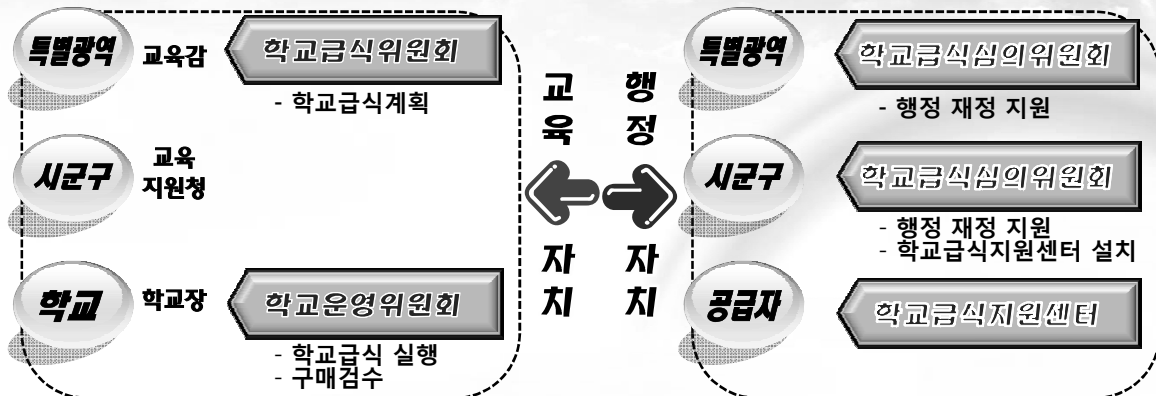 특별광역
교육감
학교급식위원회
- 학교급식계획
시군구
교육
지원청
학교
학교장
학교운영위원회
- 학교급식 실행
- 구매검수
교육
자치
행정
자치
특별광역
학교급식심의위원회
- 행정 재정 지원
시군구
학교급식심의위원회
- 행정 재정 지원
- 학교급식지원센터 설치
공급자
학교급식지원센터